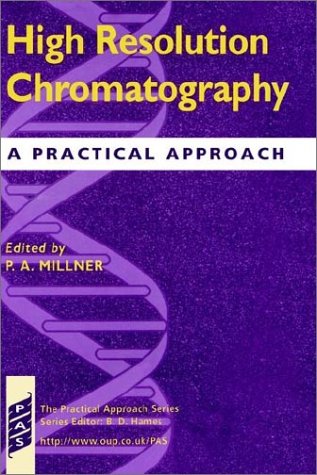 High Resolution
Chromatography
A PRACTICAL APPROACH
Edited by
P. A. MILLNER
PAS
The Practical Approach Series
Series Editor: B. D. Hames
http://www.oup.co.uk/PAS